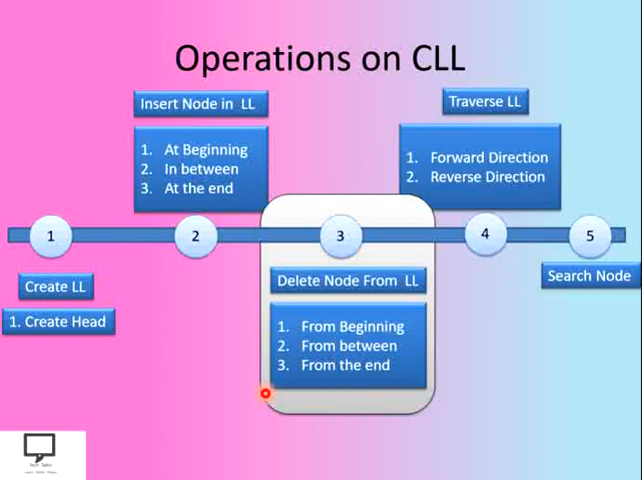 Operations on CLL
Insert Node in LL
1. At Beginning
2. In between
3. At the end
Traverse LL
1. Forward Direction
2. Reverse Direction
1
2
3
4
5
Create LL
1. Create Head
Delete Node From LL
1. From Beginning
2. From between
3. From the end
Search Node
Tech Talks